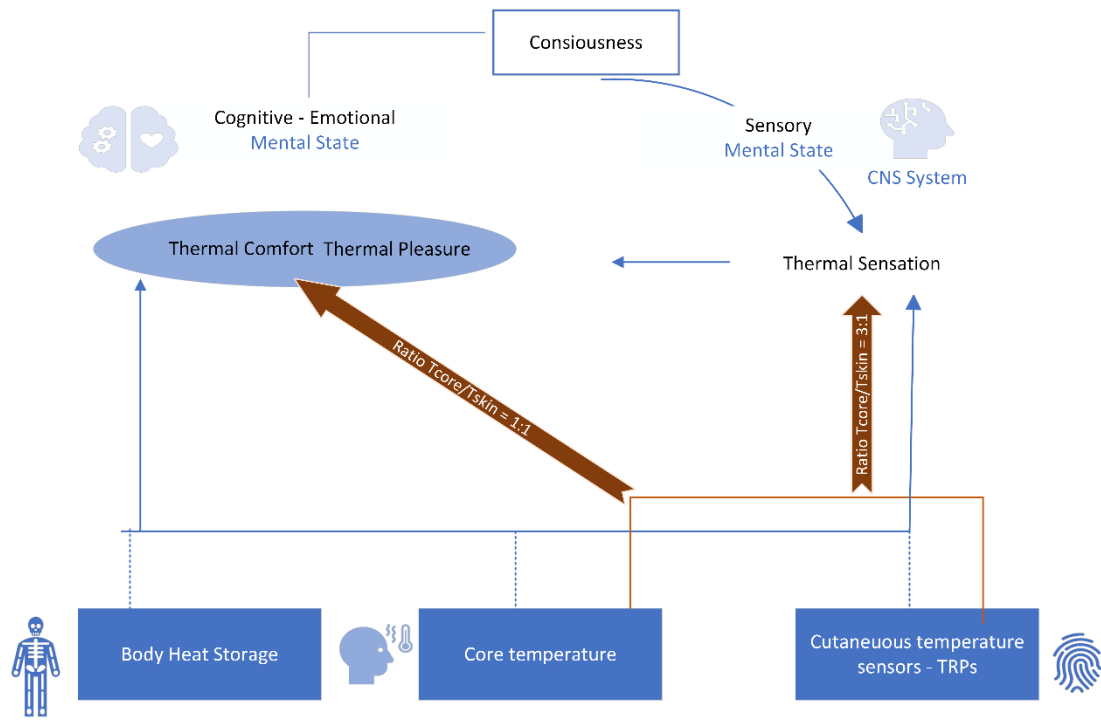 Consiousness
Cognitive - Emotional
Mental State
Sensory
Mental State
CNS System
Thermal Comfort Thermal Pleasure
Thermal Sensation
Ratio Tcore/Tskin = 1:1
Ratio Tcore/Tskin = 3:1
Body Heat Storage
Core temperature
Cutaneuous temperature
sensors - TRPs